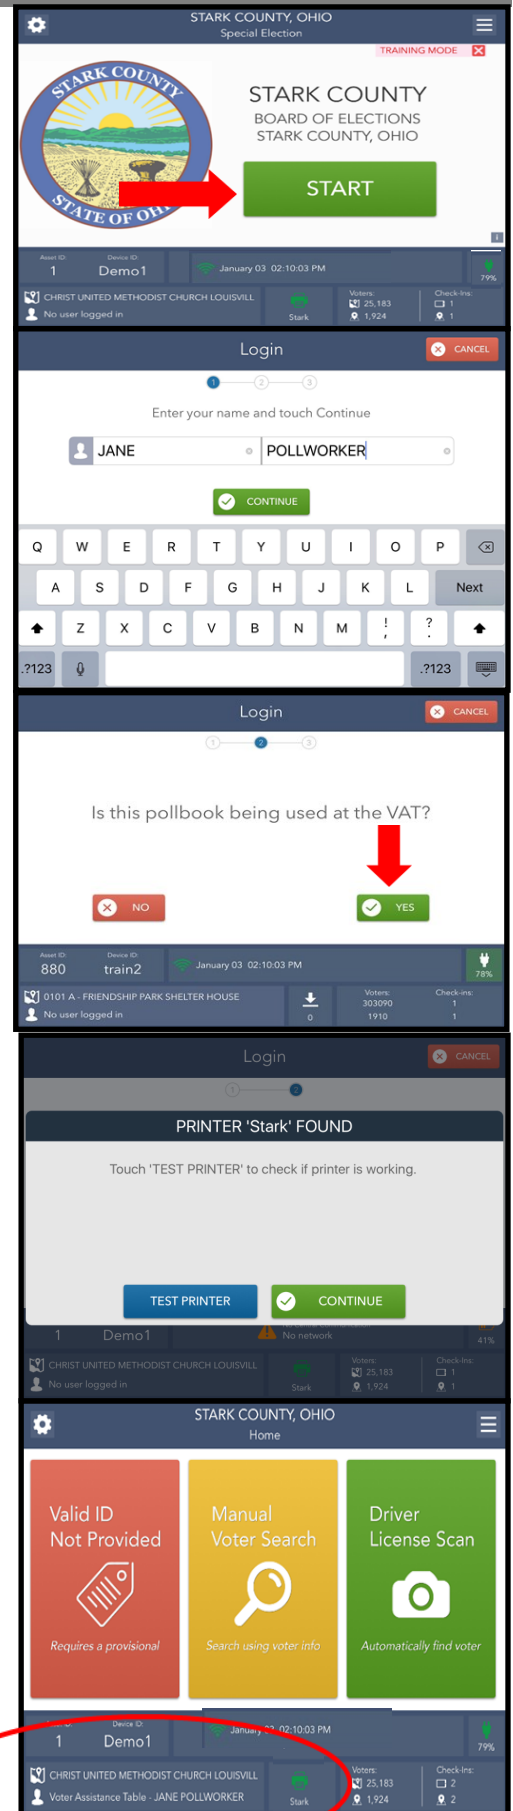 STARK COUNTY, OHIO
Special Election
TRAINING MODE
STARK COUNTY
STATE OF OH
STARK COUNTY
BOARD OF ELECTIONS
STARK COUNTY, OHIO
START
Asset ID: Device ID:
1 Demo1 January 03 02:10:03 PM 79%
CHRIST UNITED METHODIST CHURCH LOUISVILL
No user logged in
Stark
Voters: Check-Ins:
25,183 1
1,924 1
Login
CANCEL
1 2 3
Enter your name and touch Continue
JANE POLLWORKER
CONTINUE
Q W E R T Y U I O P
A S D F G H J K L Next
Z X C V B N M ! , ? .
.?123 .?123
Login
CANCEL
1 2 3
Is this pollbook being used at the VAT?
NO YES
Asset ID: Device ID:
880 train2 January 03 02:10:03 PM 78%
0101 A - FRIENDSHIP PARK SHELTER HOUSE
No user logged in
0
Voters: Check-ins:
303090 1
1910 1
Login
CANCEL
1 2
PRINTER 'Stark' FOUND
Touch 'TEST PRINTER' to check if printer is working.
TEST PRINTER CONTINUE
1 Demo1 No network 41%
CHRIST UNITED METHODIST CHURCH LOUISVILL
No user logged in
Stark
Voters: Check-Ins:
25,183 1
1,924 1
STARK COUNTY, OHIO
Home
Valid ID
Not Provided
Requires a provisional
Manual
Voter Search
Search using voter info
Driver
License Scan
Automatically find voter
Device ID:
1 Demo1 January 02:10:03 PM 79%
CHRIST UNITED METHODIST CHURCH LOUISVILL
Voter Assistance Table - JANE POLLWORKER
Stark
Voters: Check-Ins:
25,183 2
1,924 2